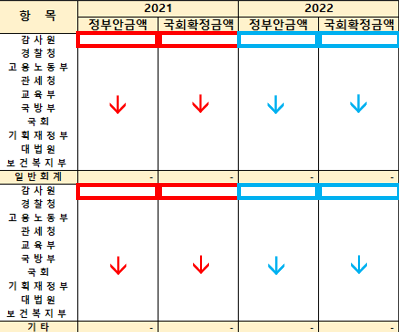 항 목 2021 2022
정부안금액 국회확정금액 정부안금액 국회확정금액
감사원
경찰청
고용노동부
관세청
교육부
국방부
국회
기획재정부
대법원
보건복지부
일반회계 - - - -
감사원
경찰청
고용노동부
관세청
교육부
국방부
국회
기획재정부
대법원
보건복지부
기타 - - - -